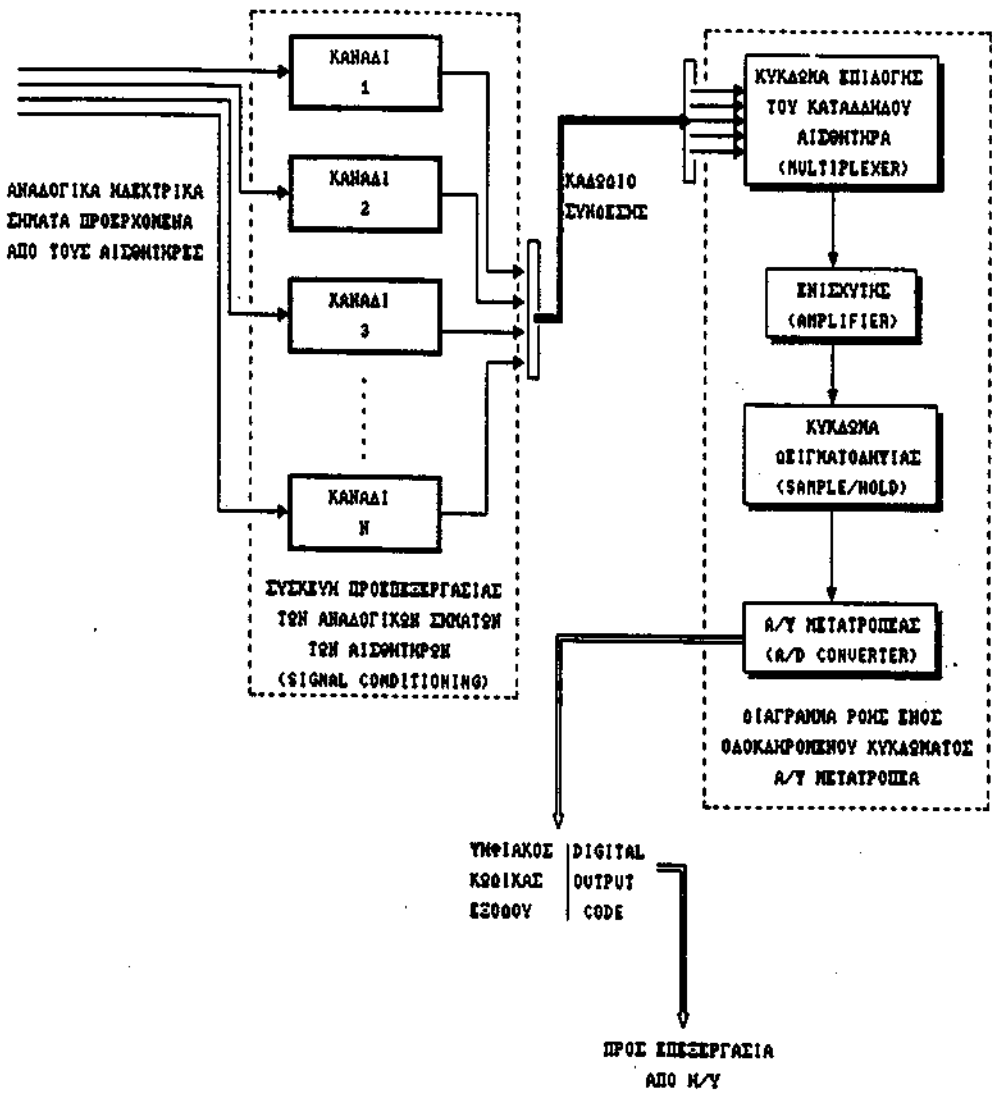 ΚΑΝΑΛΙ
1
ΚΑΝΑΛΙ
2
ΚΑΝΑΛΙ
3
ΚΑΝΑΛΙ
N
ΑΝΑΛΟΓΙΚΑ ΗΛΕΚΤΡΙΚΑ
ΣΗΜΑΤΑ ΠΡΟΕΡΧΟΜΕΝΑ
ΑΠΟ ΤΟΥΣ ΑΙΣΘΗΤΗΡΕΣ
ΣΥΣΚΕΥΗ ΠΡΟΕΠΕΞΕΡΓΑΣΙΑΣ
ΤΩΝ ΑΝΑΛΟΓΙΚΩΝ ΣΗΜΑΤΩΝ
ΤΩΝ ΑΙΣΘΗΤΗΡΩΝ
(SIGNAL CONDITIONING)
ΚΑΛΩΔΙΟ
ΣΥΝΔΕΣΗΣ
ΚΥΚΛΩΜΑ ΕΠΙΛΟΓΗΣ
ΤΟΥ ΚΑΤΑΛΛΗΛΟΥ
ΑΙΣΘΗΤΗΡΑ
(MULTIPLEXER)
ΕΝΙΣΧΥΤΗΣ
(AMPLIFIER)
ΚΥΚΛΩΜΑ
ΔΕΙΓΜΑΤΟΛΗΨΙΑΣ
(SAMPLE/HOLD)
Α/Ψ ΜΕΤΑΤΡΟΠΕΑΣ
(A/D CONVERTER)
ΔΙΑΓΡΑΜΜΑ ΡΟΗΣ ΕΝΟΣ
ΟΛΟΚΛΗΡΟΜΕΝΟΥ ΚΥΚΛΩΜΑΤΟΣ
Α/Ψ ΜΕΤΑΤΡΟΠΕΑ
ΨΗΦΙΑΚΟΣ DIGITAL
ΚΩΔΙΚΑΣ OUTPUT
ΕΞΟΔΟΥ CODE
ΠΡΟΣ ΕΠΕΞΕΡΓΑΣΙΑ
ΑΠΟ Η/Υ